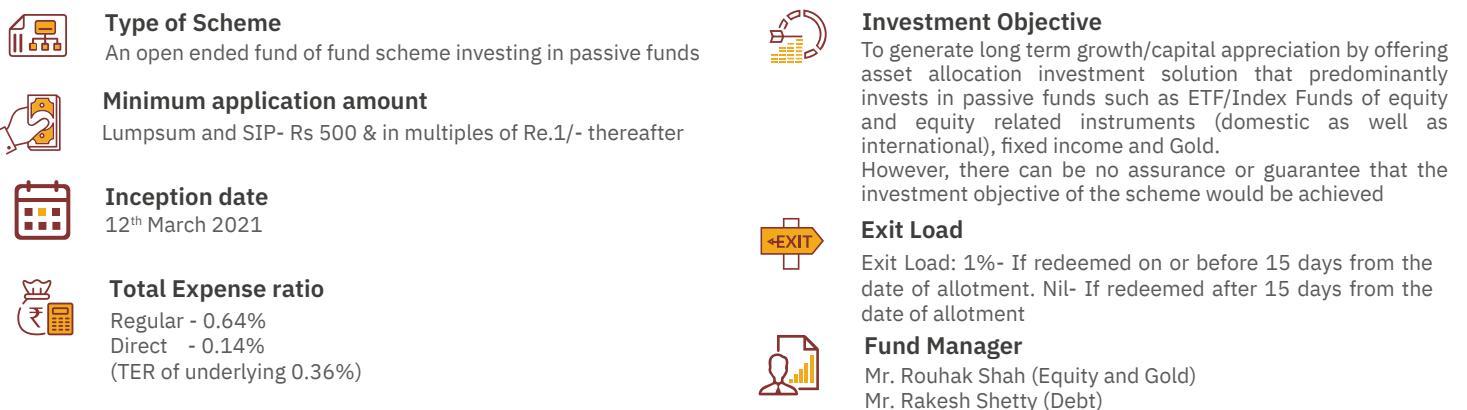 Type of Scheme
An open ended fund of fund scheme investing in passive funds
Minimum application amount
Lumpsum and SIP- Rs 500 & in multiples of Re.1/- thereafter
Inception date
12th March 2021
Total Expense ratio
Regular - 0.64%
Direct - 0.14%
(TER of underlying 0.36%)
Investment Objective
To generate long term growth/capital appreciation by offering
asset allocation investment solution that predominantly
invests in passive funds such as ETF/Index Funds of equity
and equity related instruments (domestic as well as
international), fixed income and Gold.
However, there can be no assurance or guarantee that the
investment objective of the scheme would be achieved
EXIT
Exit Load
Exit Load: 1%- If redeemed on or before 15 days from the
date of allotment. Nil- If redeemed after 15 days from the
date of allotment
Fund Manager
Mr. Rouhak Shah (Equity and Gold)
Mr. Rakesh Shetty (Debt)